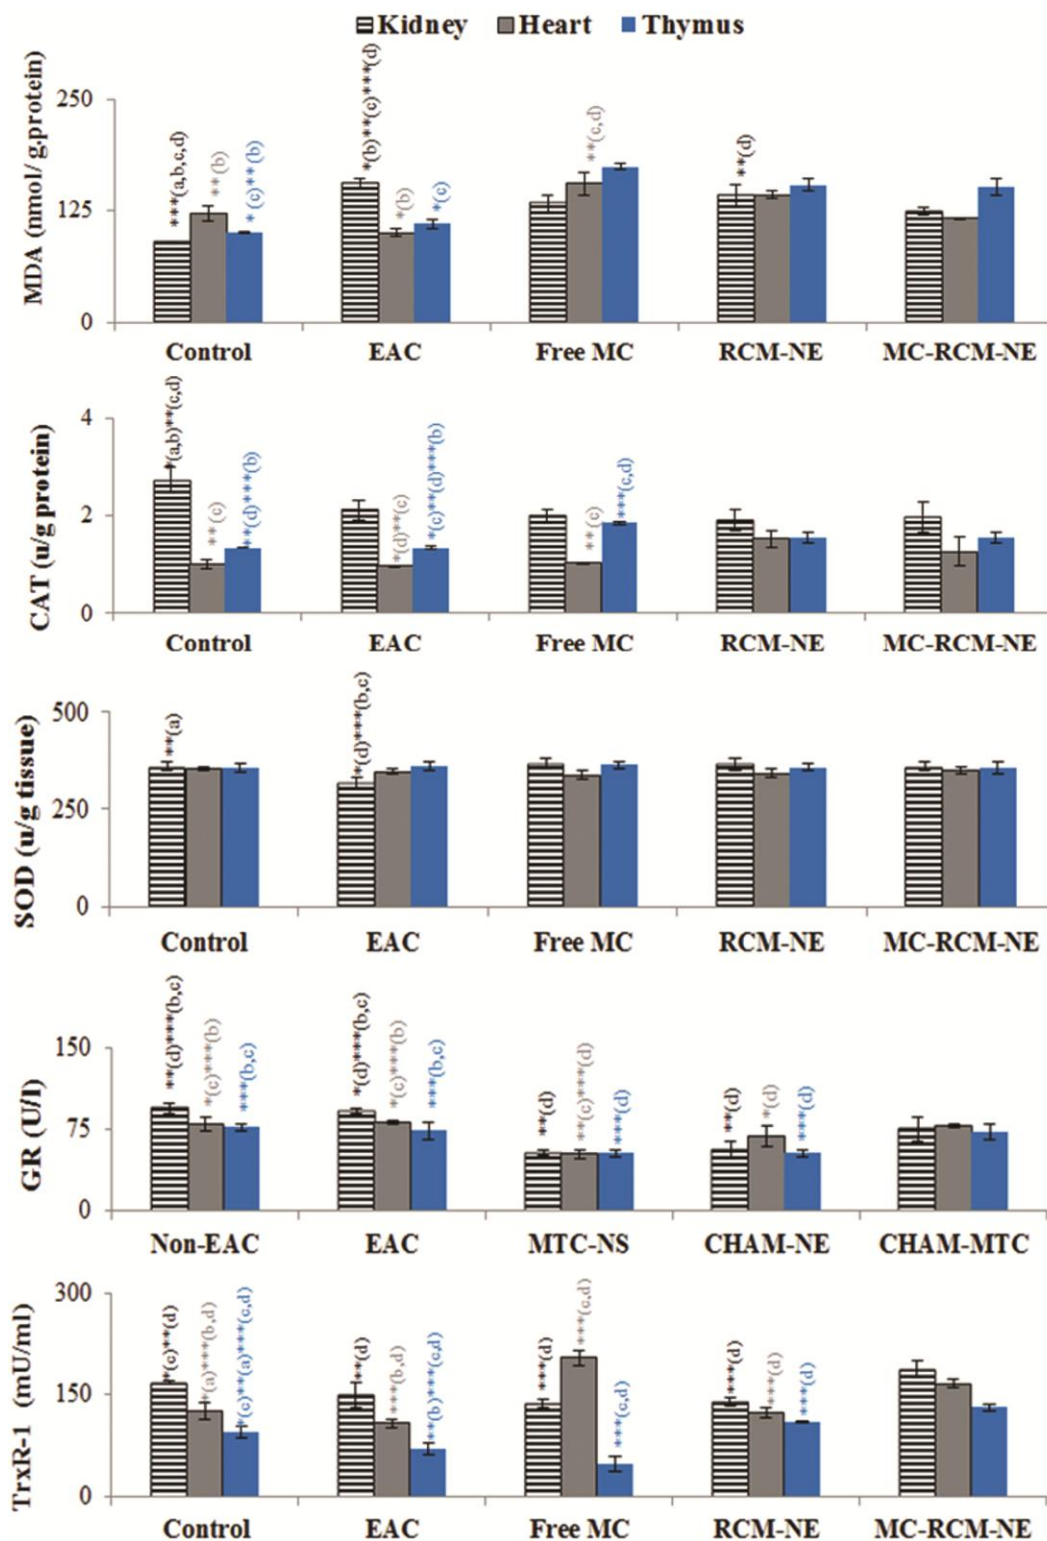 Kidney Heart Thymus
MDA (nmol/ g.protein)
250
125
0
***(a,b,c,d)
**(b)
*(c)**(b)
*(b)**(c)***(d)
*(b)
*(c)
**(c,d)
**(d)
Control EAC Free MC RCM-NE MC-RCM-NE
CAT (u/g protein)
4
2
0
*(a,b)**(c,d)
**(c)
**(d)***(b)
*(d)**(c)
*(c)**(d)***(b)
**(c)
***(c,d)
Control EAC Free MC RCM-NE MC-RCM-NE
SOD (u/g tissue)
500
250
0
**(a)
*(d)***(b,c)
Control EAC Free MC RCM-NE MC-RCM-NE
GR (U/l)
150
75
0
**(d)***(b,c)
*(c)***(b)
***(b,c)
*(d)***(b,c)
*(c)***(b)
***(b,c)
**(d)
**(c)***(d)
***(d)
**(d)
*(d)
***(d)
Non-EAC EAC MTC-NS CHAM-NE CHAM-MTC
TrxR-1 (mU/ml)
300
150
0
*(c)**(d)
*(a)***(b,d)
*(c)**(a)***(c,d)
**(d)
***(b,d)
**(b)***(c,d)
***(d)
***(c,d)
***(c,d)
***(d)
***(d)
***(d)
Control EAC Free MC RCM-NE MC-RCM-NE